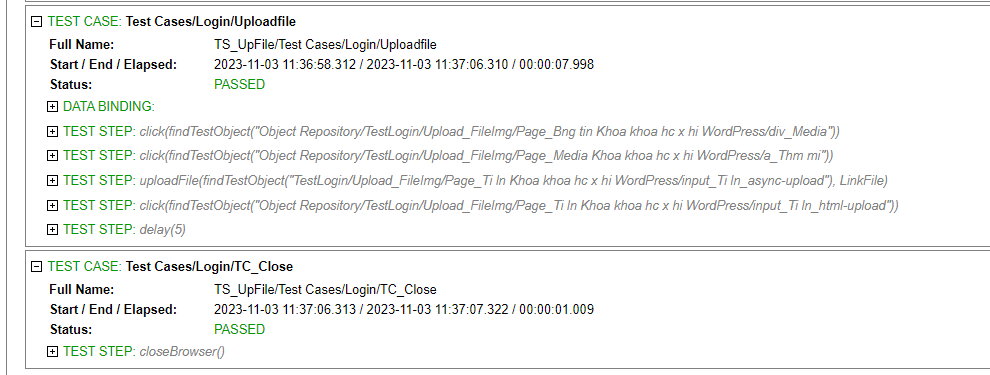 TEST CASE: Test Cases/Login/Uploadfile
Full Name: TS_UpFile/Test Cases/Login/Uploadfile
Start / End / Elapsed: 2023-11-03 11:36:58.312 / 2023-11-03 11:37:06.310 / 00:00:07.998
Status: PASSED
DATA BINDING:
TEST STEP: click(findTestObject("Object Repository/TestLogin/Upload_FileImg/Page_Bng tin Khoa khoa hc x hi WordPress/div_Media"))
TEST STEP: click(findTestObject("Object Repository/TestLogin/Upload_FileImg/Page_Media Khoa khoa hc x hi WordPress/a_Thm mi"))
TEST STEP: uploadFile(findTestObject("TestLogin/Upload_FileImg/Page_Ti ln Khoa khoa hc x hi WordPress/input_Ti ln_async-upload"), LinkFile)
TEST STEP: click(findTestObject("Object Repository/TestLogin/Upload_FileImg/Page_Ti ln Khoa khoa hc x hi WordPress/input_Ti ln_html-upload"))
TEST STEP: delay(5)
TEST CASE: Test Cases/Login/TC_Close
Full Name: TS_UpFile/Test Cases/Login/TC_Close
Start / End / Elapsed: 2023-11-03 11:37:06.313 / 2023-11-03 11:37:07.322 / 00:00:01.009
Status: PASSED
TEST STEP: closeBrowser()